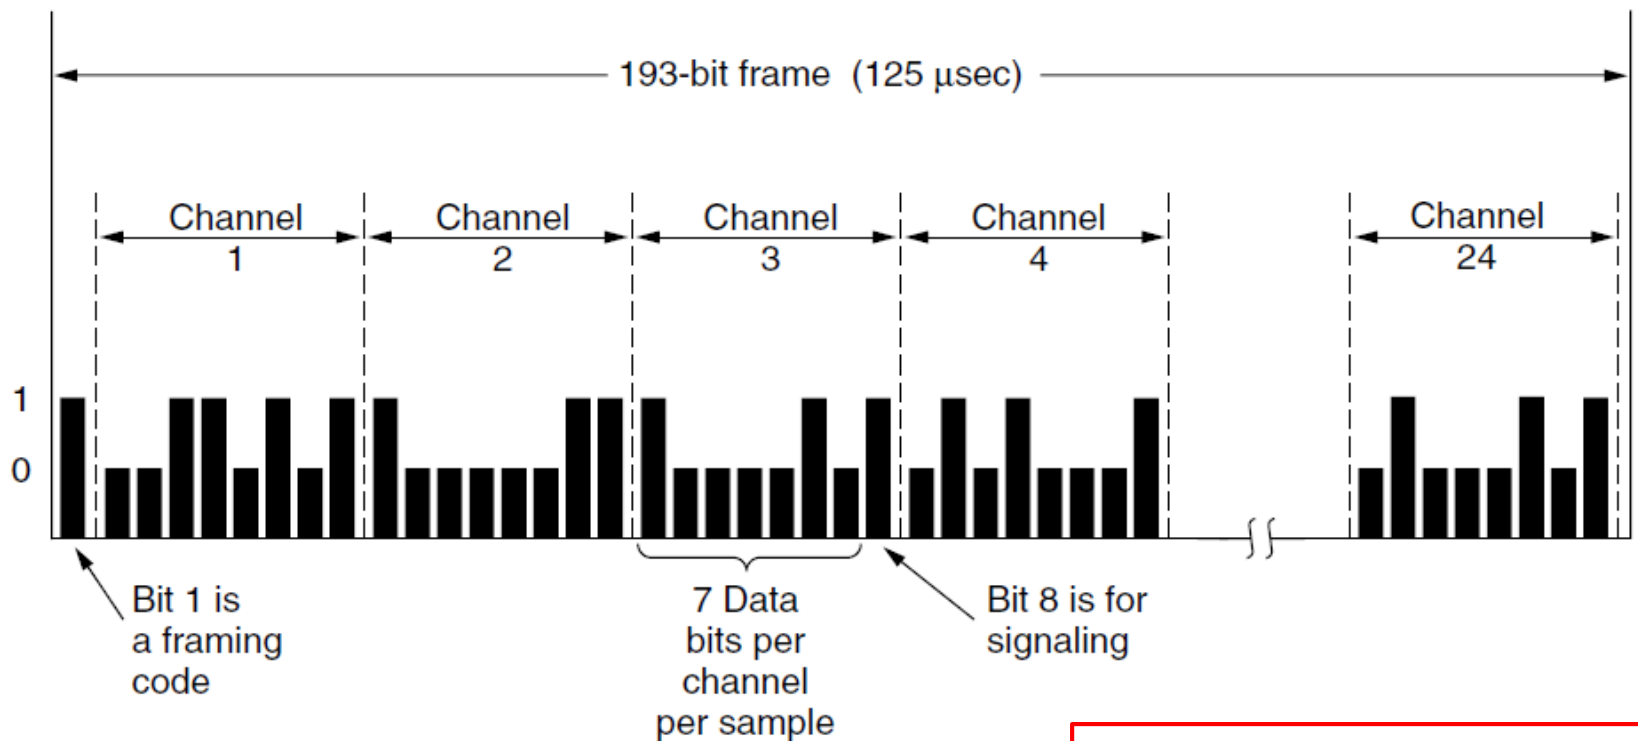 193-bit frame (125 μsec)
Channel
1
Channel
2
Channel
3
Channel
4
Channel
24
1
0
Bit 1 is
a framing
code
7 Data
bits per
channel
per sample
Bit 8 is for
signaling